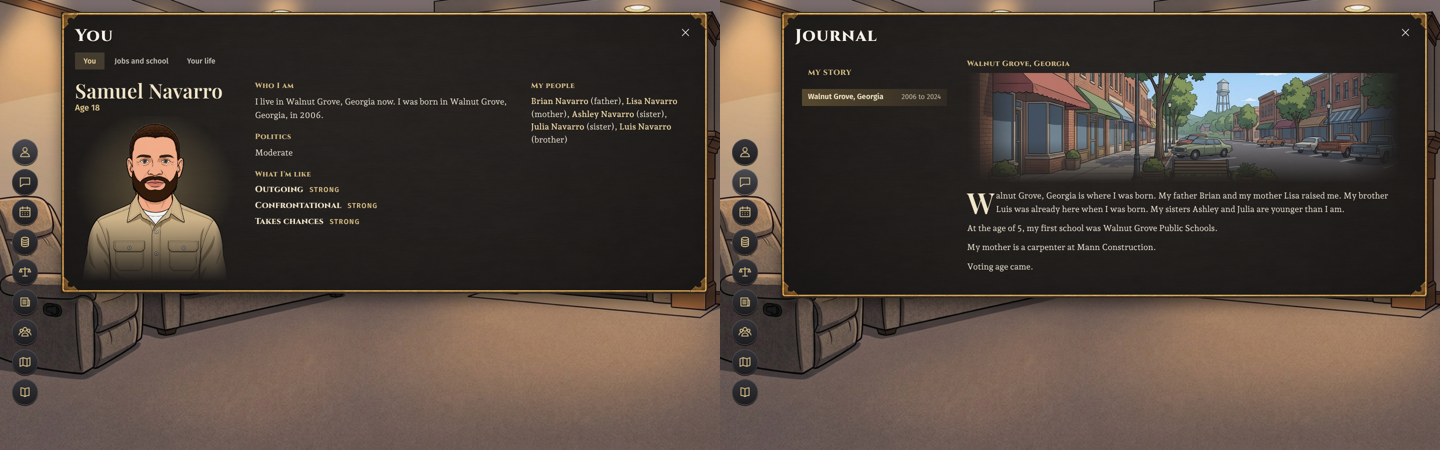 You
You
Jobs and school
Your life
Samuel Navarro
Age 18
Who I am
I live in Walnut Grove, Georgia now. I was born in Walnut Grove,
Georgia, in 2006.
Politics
Moderate
What I'm like
Outgoing STRONG
Confrontational STRONG
Takes chances STRONG
My people
Brian Navarro (father), Lisa Navarro
(mother), Ashley Navarro (sister),
Julia Navarro (sister), Luis Navarro
(brother)
Journal
My story
Walnut Grove, Georgia 2006 to 2024
Walnut Grove, Georgia
Walnut Grove, Georgia is where I was born. My father Brian and my mother Lisa raised me. My brother
Luis was already here when I was born. My sisters Ashley and Julia are younger than I am.
At the age of 5, my first school was Walnut Grove Public Schools.
My mother is a carpenter at Mann Construction.
Voting age came.